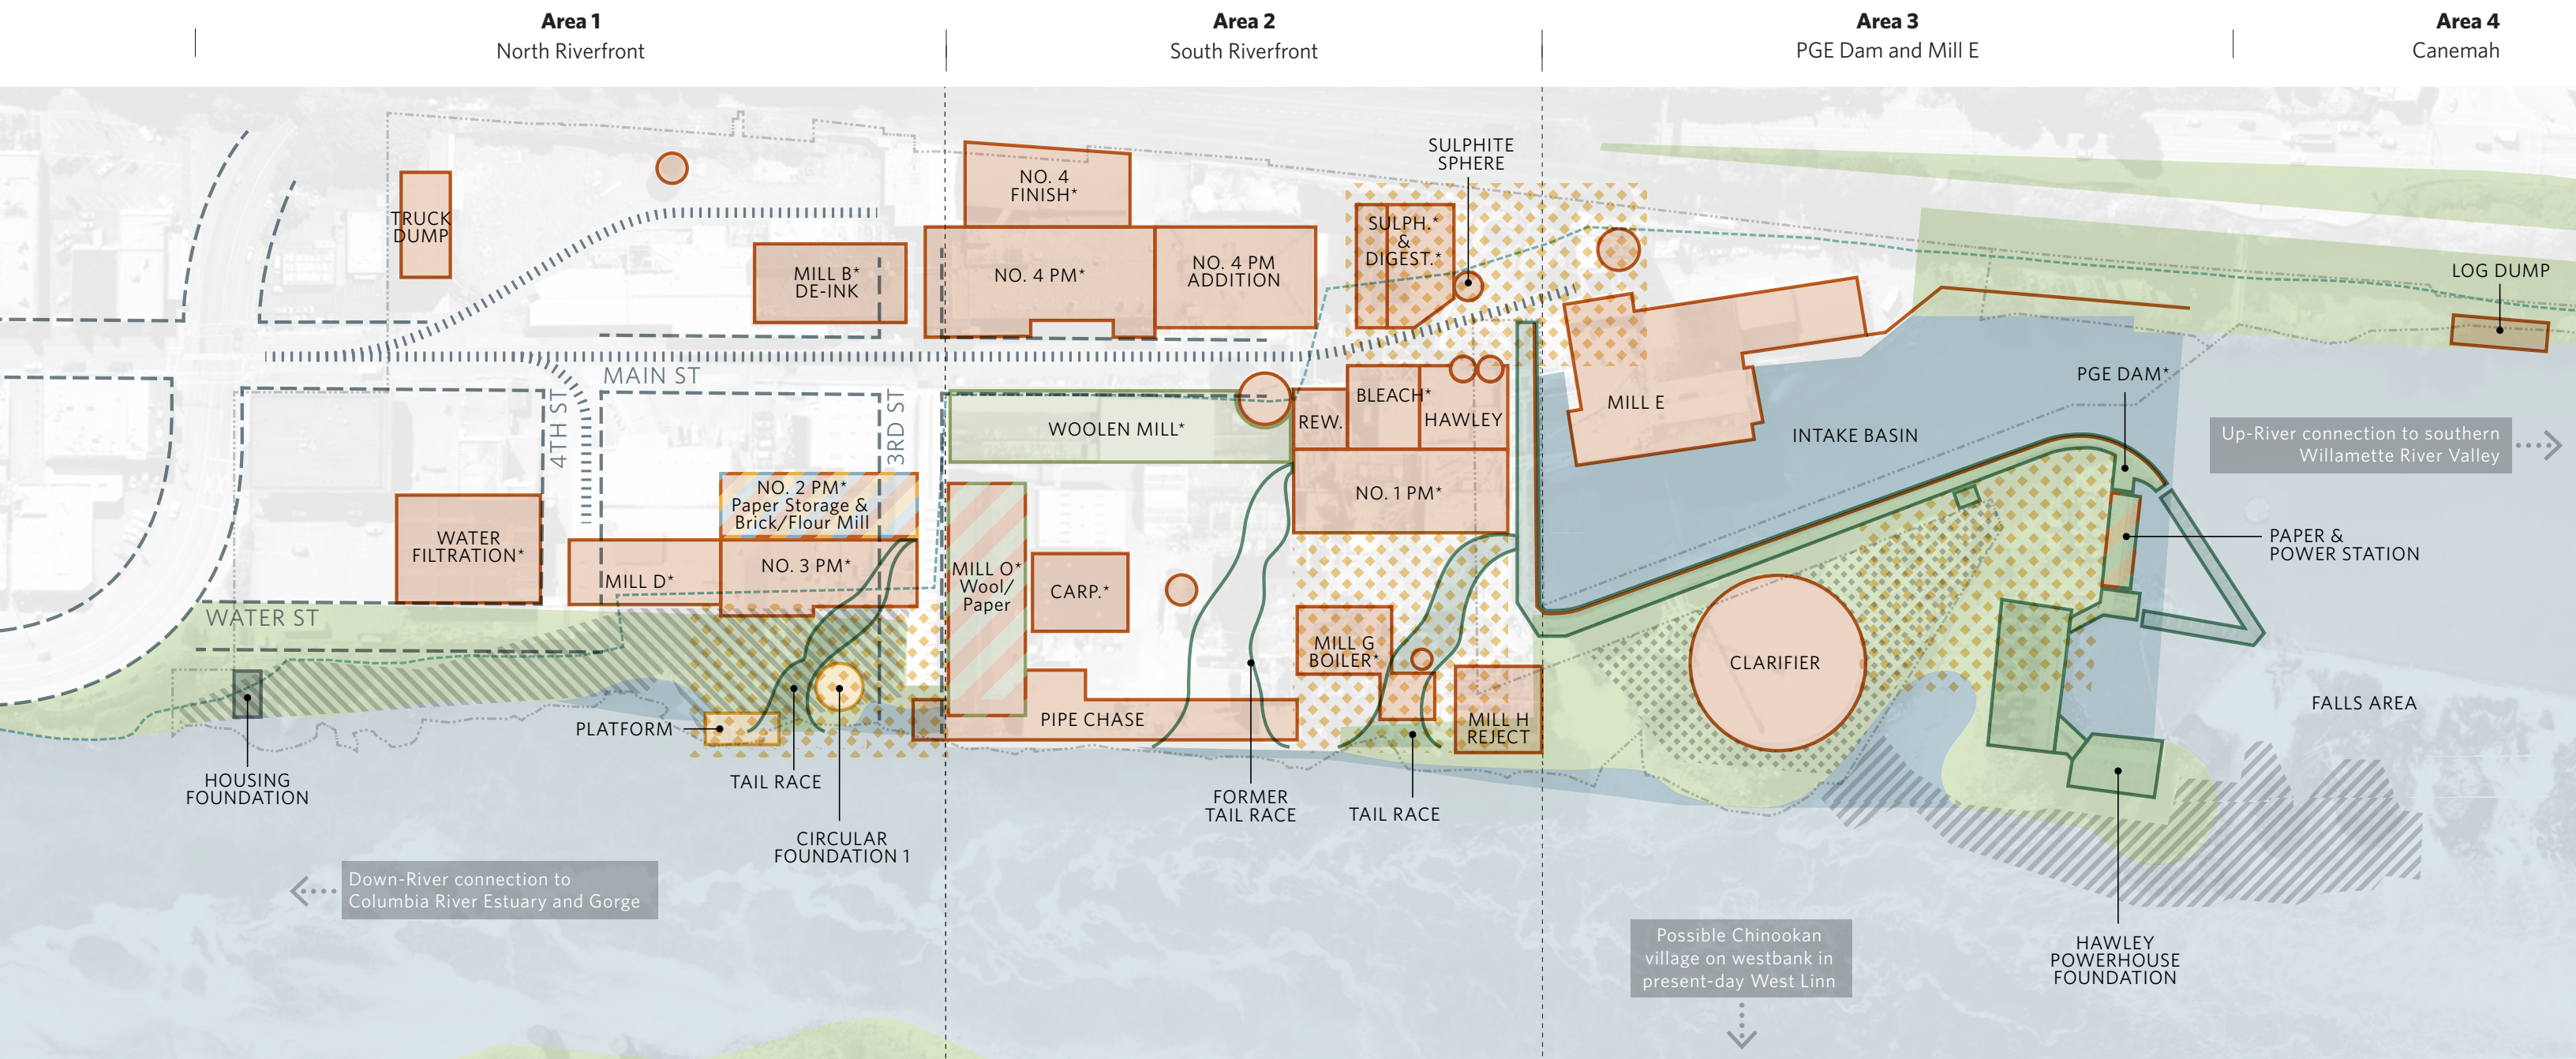 Area 1
North Riverfront
Area 2
South Riverfront
Area 3
PGE Dam and Mill E
Area 4
Canemah
TRUCK
DUMP
MILL B*
DE-INK
NO. 4
FINISH*
NO. 4 PM*
NO. 4 PM
ADDITION
SULPHITE
SPHERE
SULPH.*
&
DIGEST.*
LOG DUMP
MAIN ST
4TH ST
3RD ST
WATER ST
WATER
FILTRATION*
MILL D*
NO. 2 PM*
Paper Storage &
Brick/Flour Mill
NO. 3 PM*
WOOLEN MILL*
MILL O*
Wool/
Paper
CARP.*
REW.
BLEACH*
HAWLEY
NO. 1 PM*
MILL G
BOILER*
MILL H
REJECT
PIPE CHASE
MILL E
INTAKE BASIN
PGE DAM*
Up-River connection to southern
Willamette River Valley
PAPER &
POWER STATION
CLARIFIER
FALLS AREA
HOUSING
FOUNDATION
PLATFORM
TAIL RACE
CIRCULAR
FOUNDATION 1
FORMER
TAIL RACE
TAIL RACE
Down-River connection to
Columbia River Estuary and Gorge
Possible Chinookan
village on westbank in
present-day West Linn
HAWLEY
POWERHOUSE
FOUNDATION